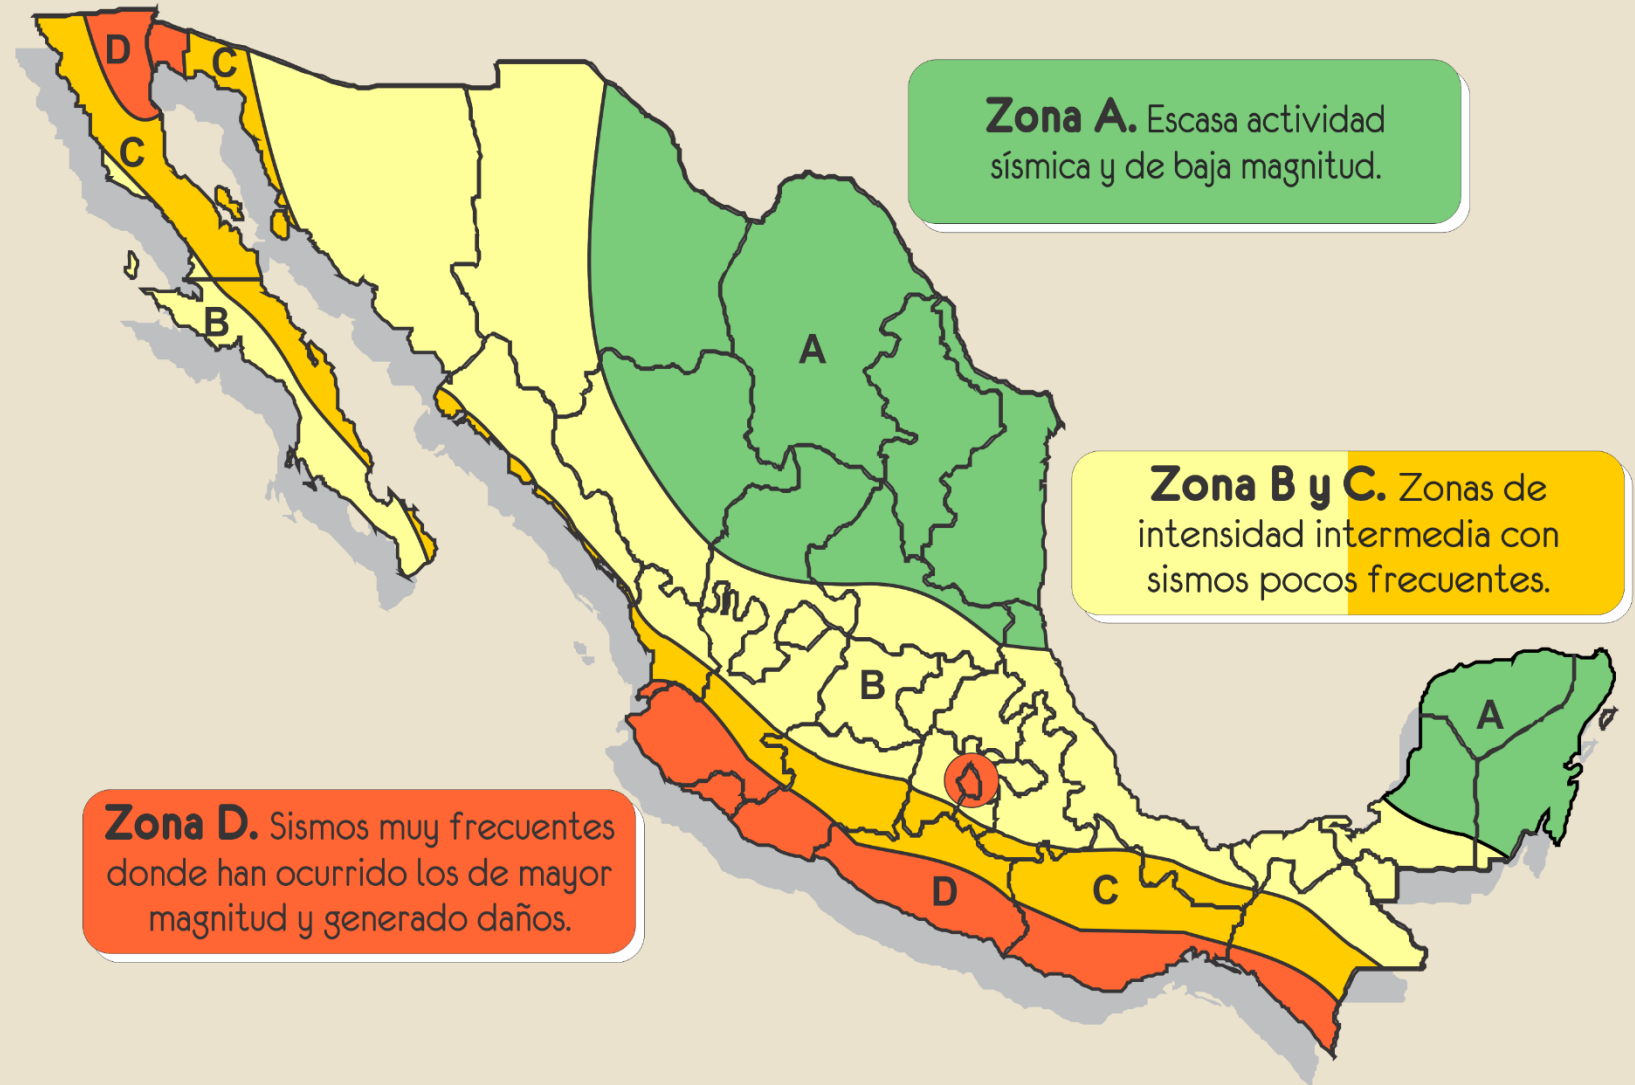 D
C
Zona A. Escasa actividad
sísmica y de baja magnitud.
C
B
A
Zona B y C. Zonas de
intensidad intermedia con
sismos pocos frecuentes.
B
A
Zona D. Sismos muy frecuentes
donde han ocurrido los de mayor
magnitud y generado daños.
D
C